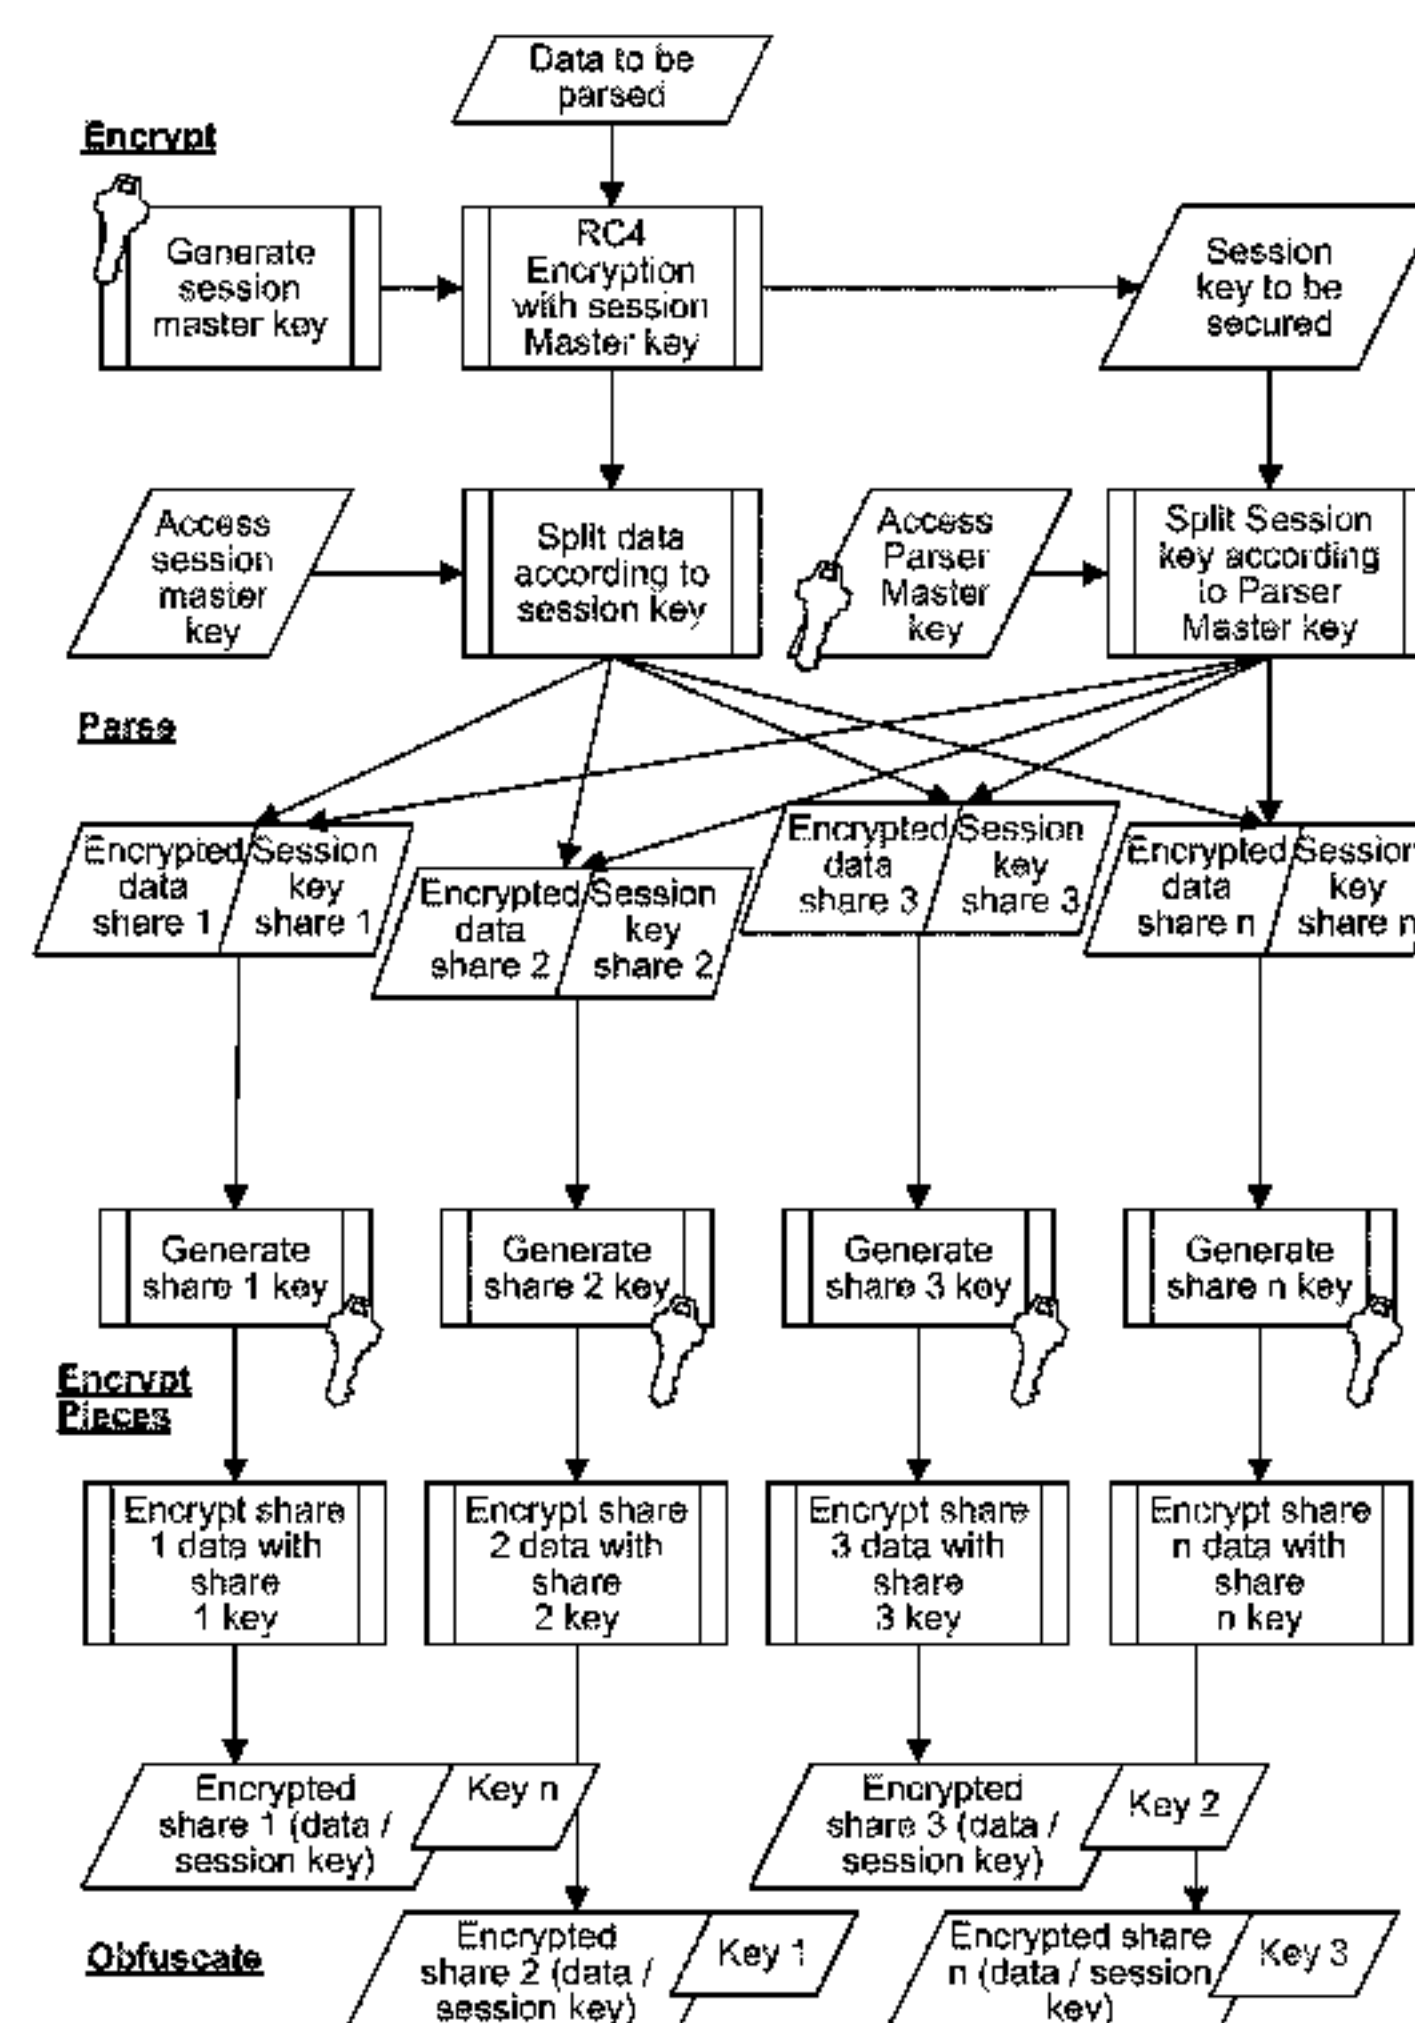 Data to be
parsed
Encrypt
Generate
session
master key
RC4
Encryption
with session
Master key
Session
key to be
secured
Access
session
master
key
Split data
according to
session key
Access
Parser
Master
key
Split Session
key according
to Parser
Master key
Parse
Encrypted
data
share 1
Session
key
share 1
Encrypted
data
share 2
Session
key
share 2
Encrypted
data
share 3
Session
key
share 3
Encrypted
data
share n
Session
key
share n
Generate
share 1 key
Generate
share 2 key
Generate
share 3 key
Generate
share n key
Encrypt
Pieces
Encrypt share
1 data with
share
1 key
Encrypt share
2 data with
share
2 key
Encrypt share
3 data with
share
3 key
Encrypt share
n data with
share
n key
Encrypted
share 1 (data /
session key)
Key n
Encrypted
share 3 (data /
session key)
Key 2
Obfuscate
Encrypted
share 2 (data /
session key)
Key 1
Encrypted share
n (data / session
key)
Key 3